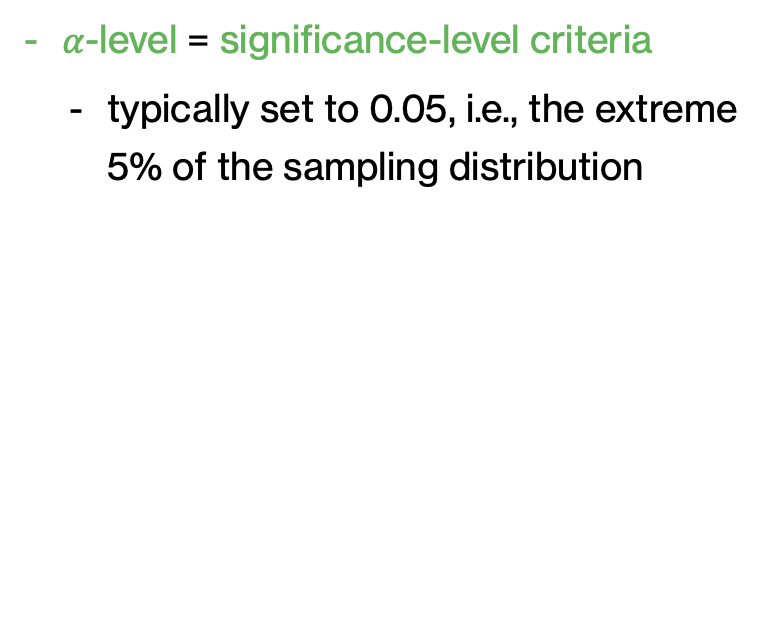 - α-level = significance-level criteria
- typically set to 0.05, i.e., the extreme
5% of the sampling distribution